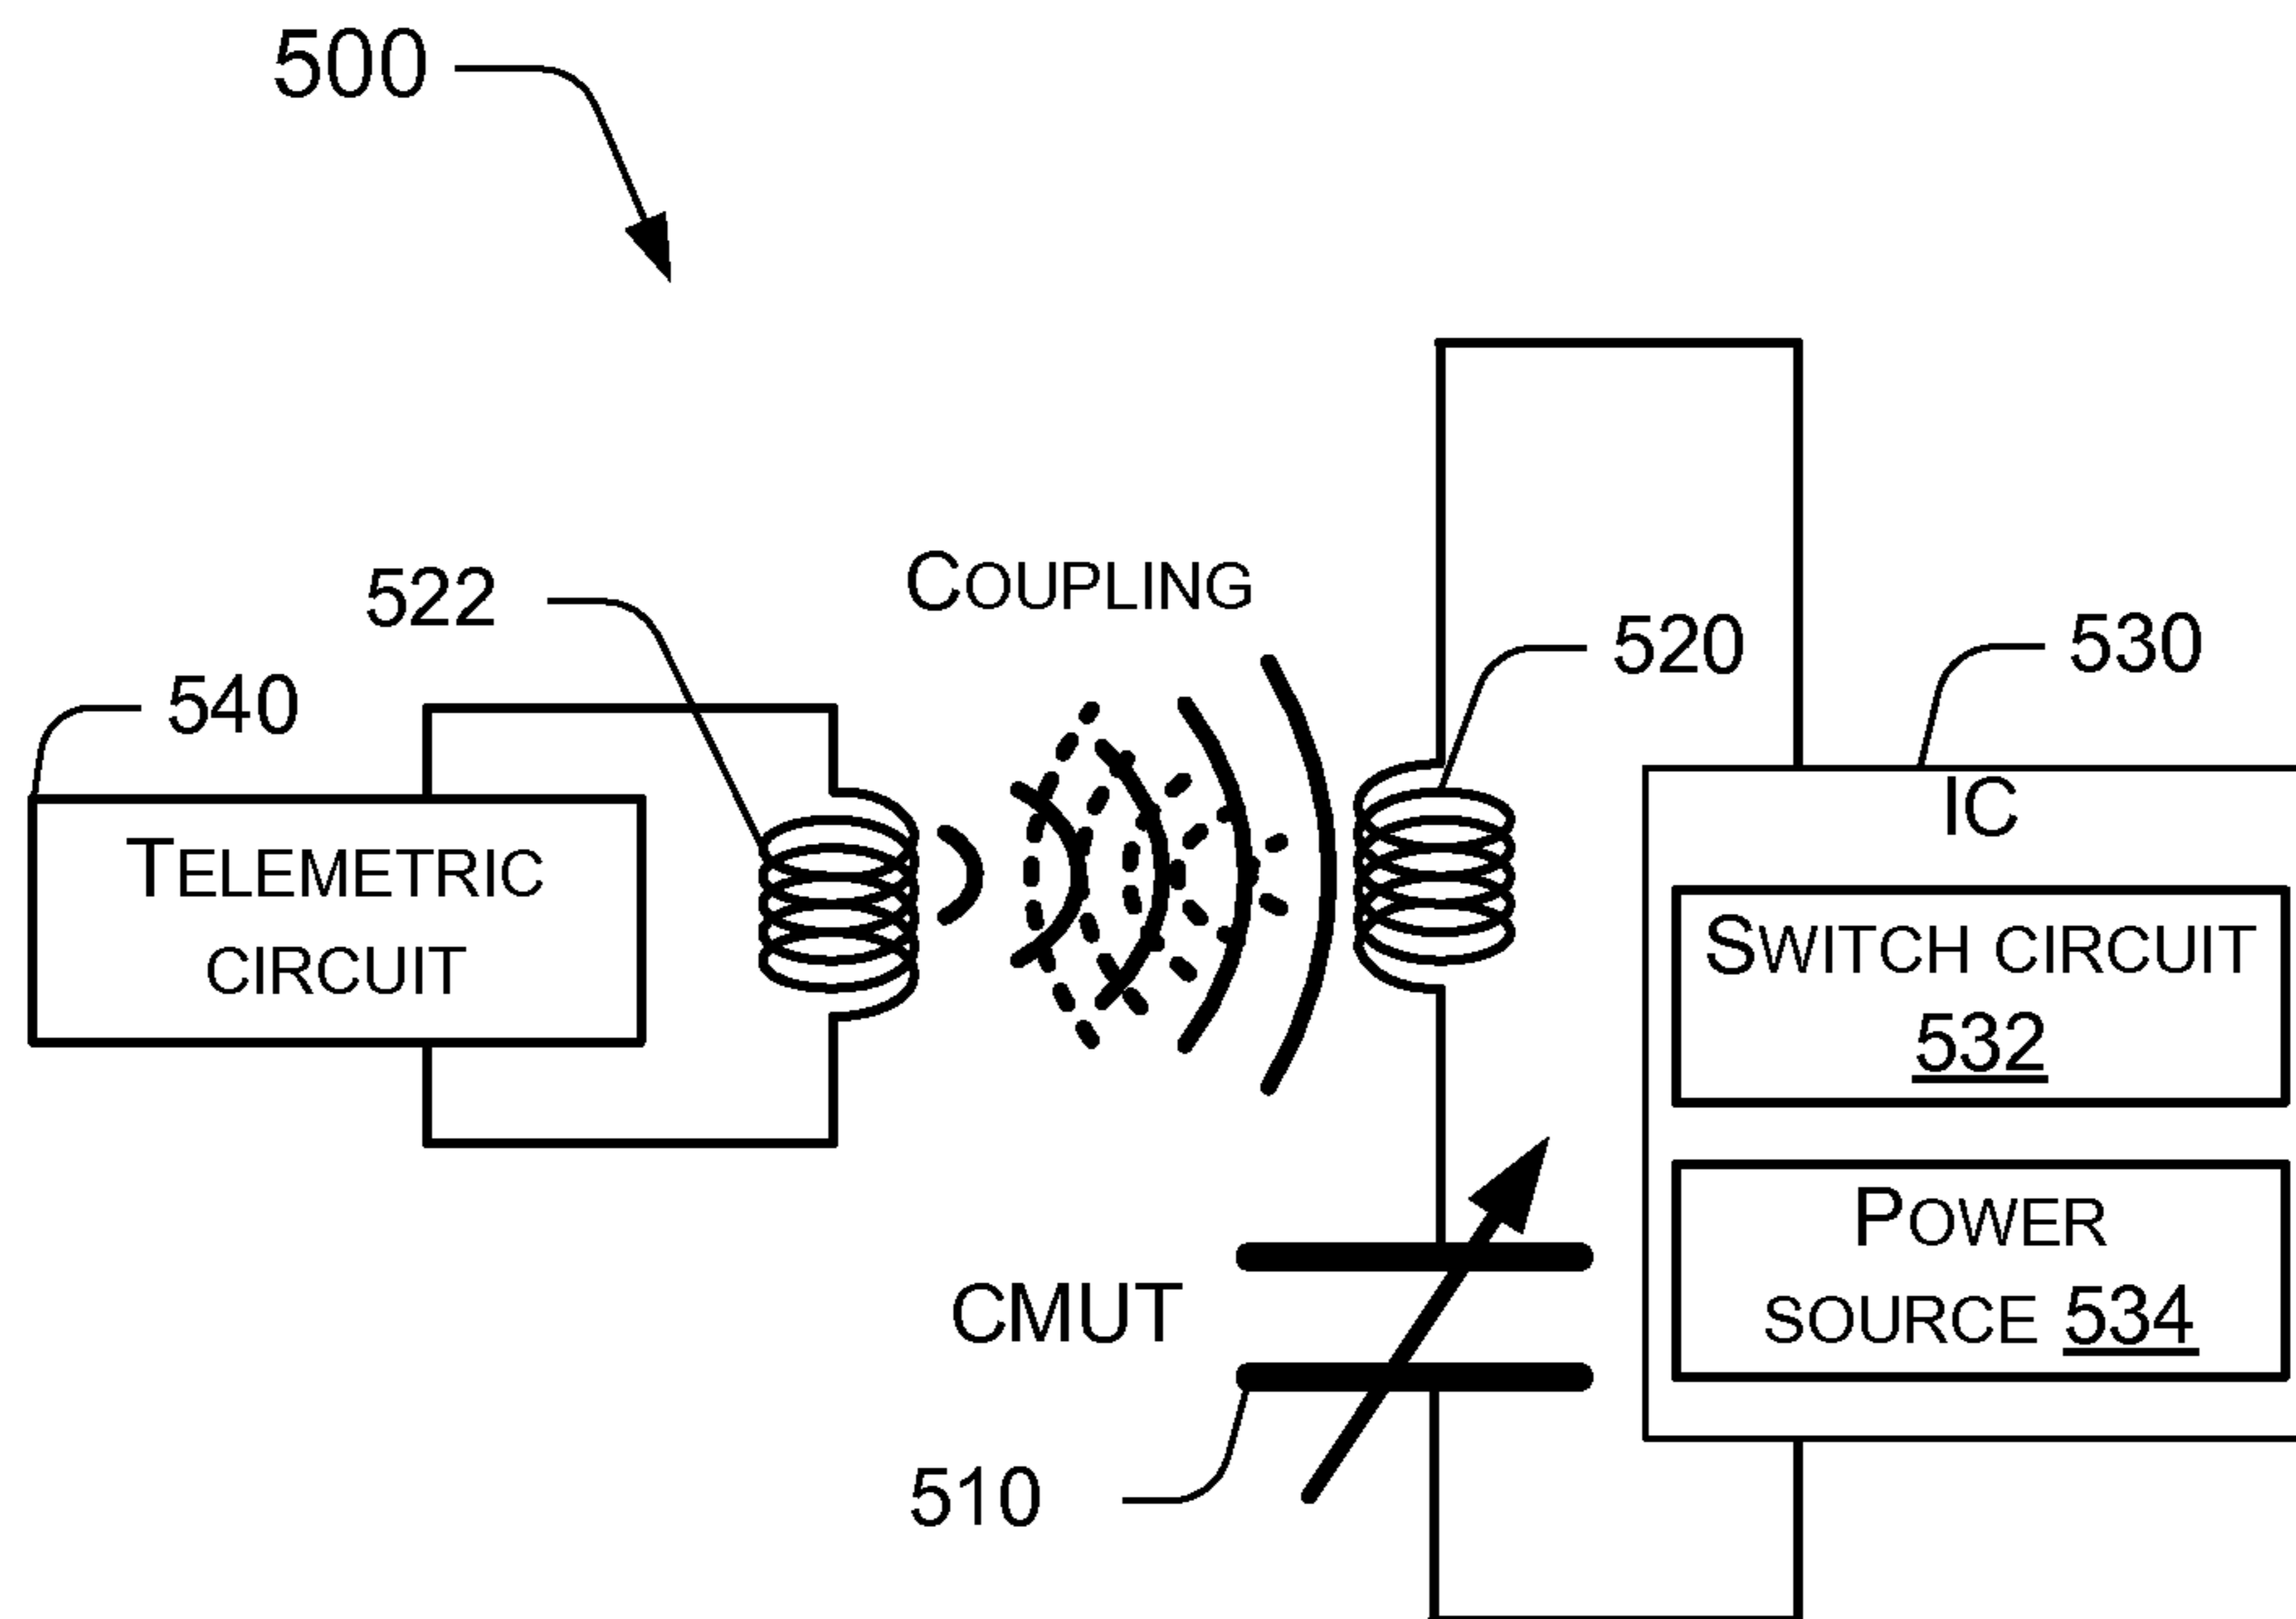 500
COUPLING
522
520
530
540
IC
TELEMETRIC
CIRCUIT
SWITCH CIRCUIT
532
POWER
SOURCE 534
CMUT
510